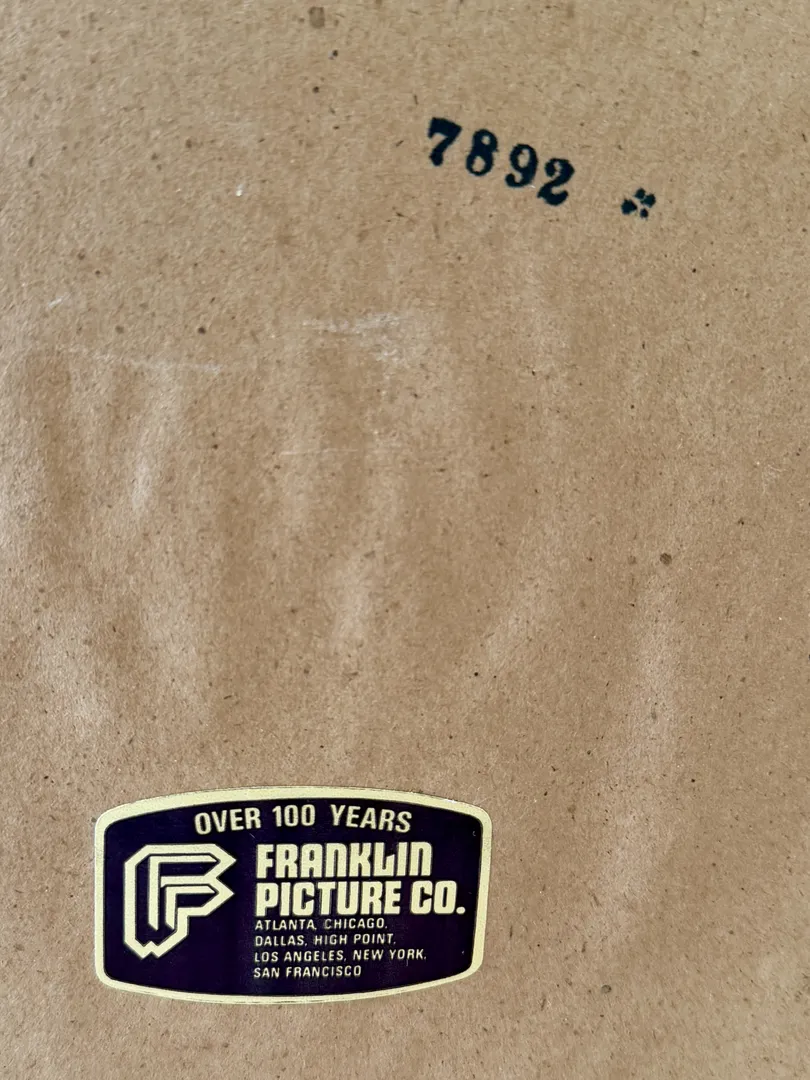 7892 *
OVER 100 YEARS
FRANKLIN
PICTURE CO.
ATLANTA, CHICAGO,
DALLAS, HIGH POINT,
LOS ANGELES, NEW YORK,
SAN FRANCISCO